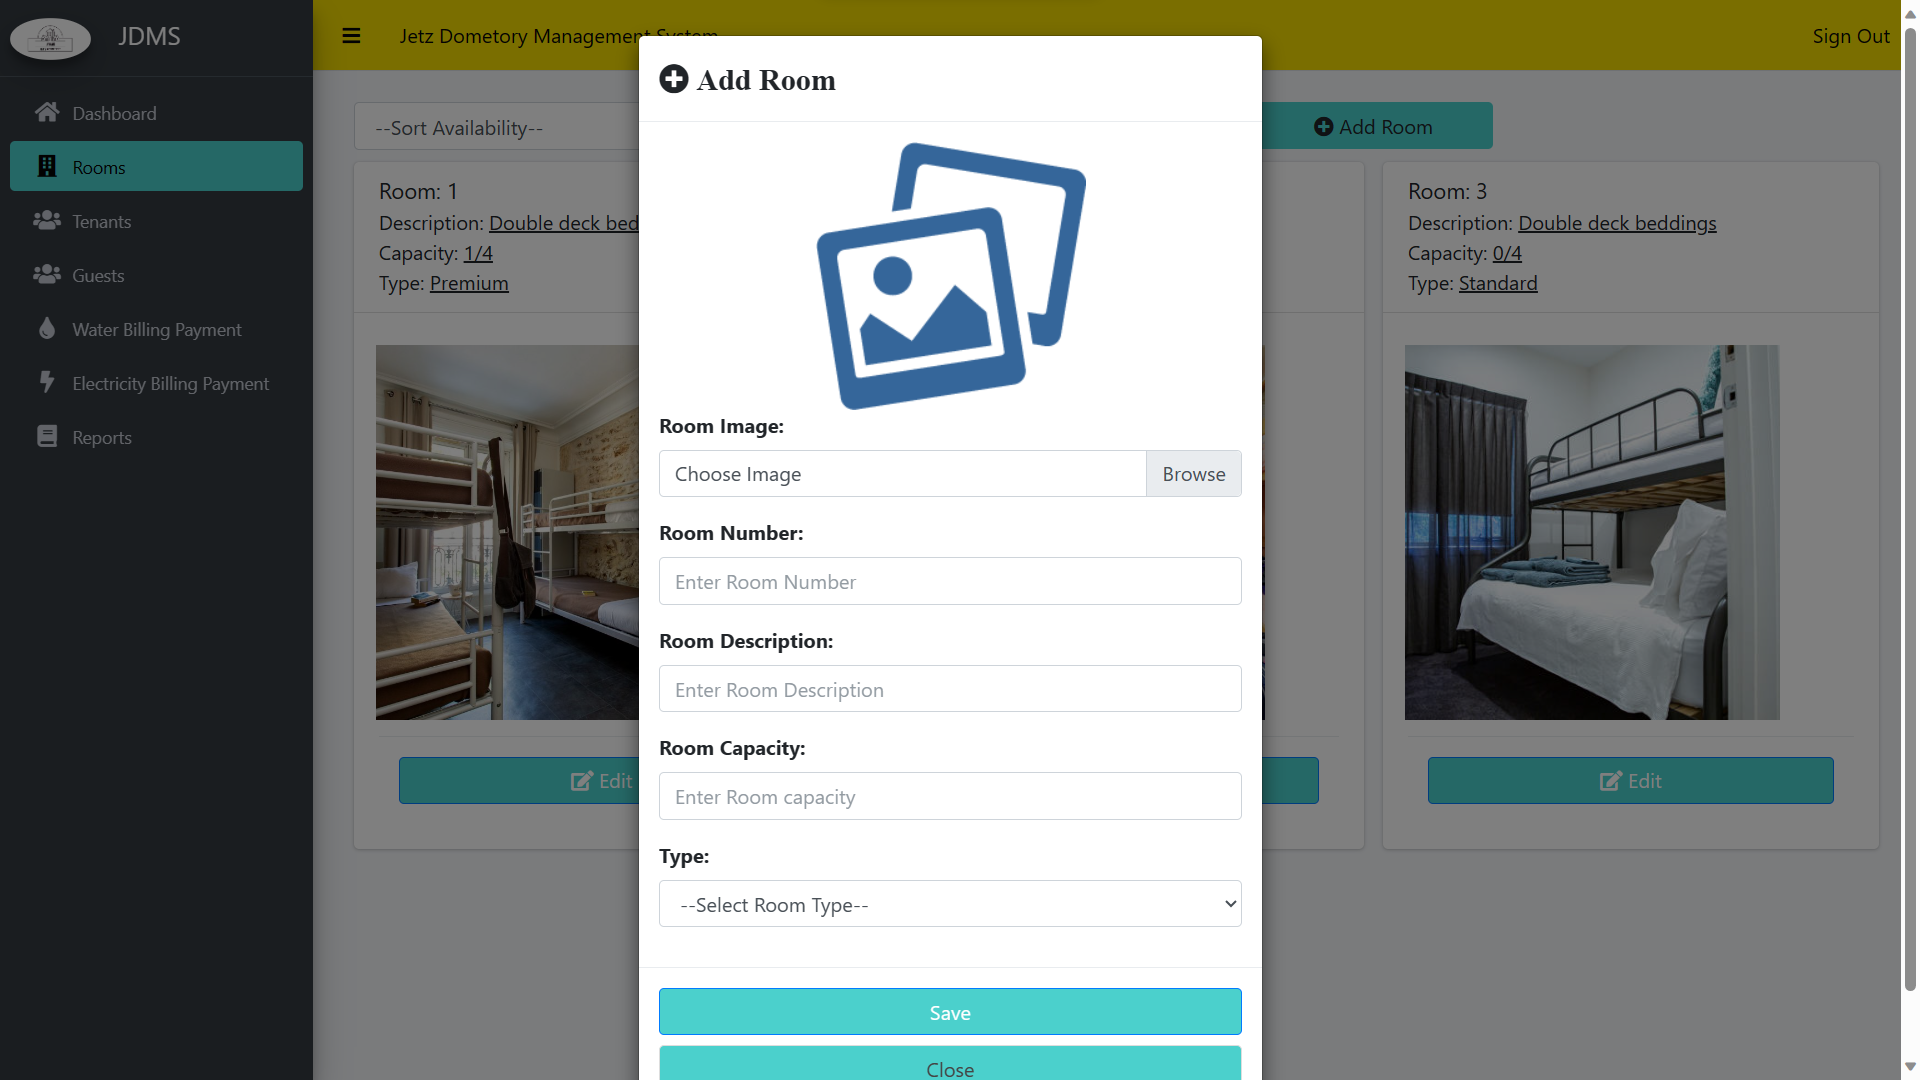 JDMS
Jetz Dometory Management System
Sign Out
Dashboard
Rooms
Tenants
Guests
Water Billing Payment
Electricity Billing Payment
Reports
--Sort Availability--
Add Room
Room: 1
Description: Double deck bed
Capacity: 1/4
Type: Premium
Edit
Room: 3
Description: Double deck beddings
Capacity: 0/4
Type: Standard
Edit
Add Room
Room Image:
Choose Image
Browse
Room Number:
Enter Room Number
Room Description:
Enter Room Description
Room Capacity:
Enter Room capacity
Type:
--Select Room Type--
Save
Close